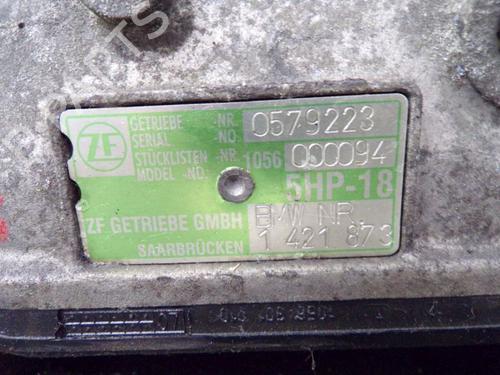 ZF
GETRIEBE -NR. 0579223
SERIAL -NO.
STÜCKLISTEN -NR. 1056 000094
MODEL -NO.
5HP-18
ZF GETRIEBE GMBH BMW NR.
SAARBRÜCKEN 1 421 873